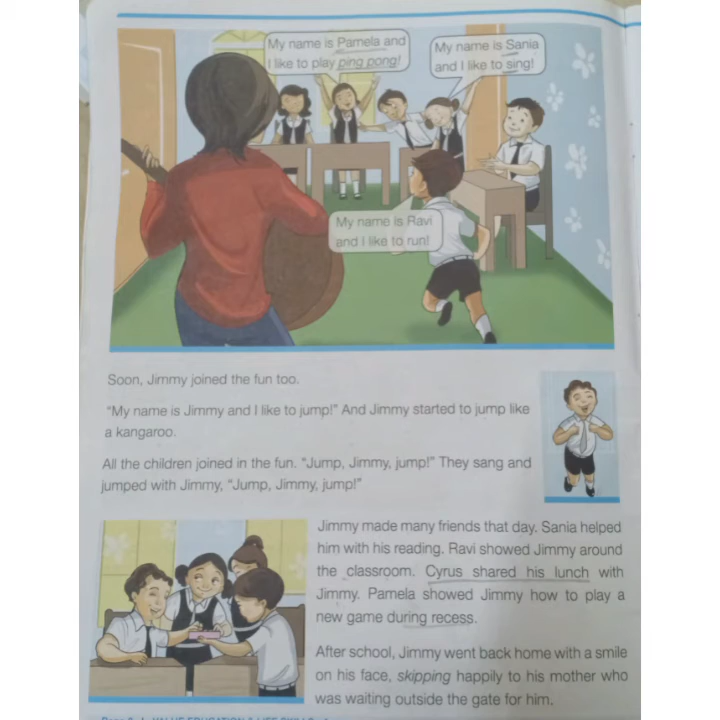 My name is Pamela and
I like to play ping pong!
My name is Sania
and I like to sing!
My name is Ravi
and I like to run!
Soon, Jimmy joined the fun too.
“My name is Jimmy and I like to jump!” And Jimmy started to jump like
a kangaroo.
All the children joined in the fun. “Jump, Jimmy, jump!” They sang and
jumped with Jimmy, “Jump, Jimmy, jump!”
Jimmy made many friends that day. Sania helped
him with his reading. Ravi showed Jimmy around
the classroom. Cyrus shared his lunch with
Jimmy. Pamela showed Jimmy how to play a
new game during recess.
After school, Jimmy went back home with a smile
on his face, skipping happily to his mother who
was waiting outside the gate for him.